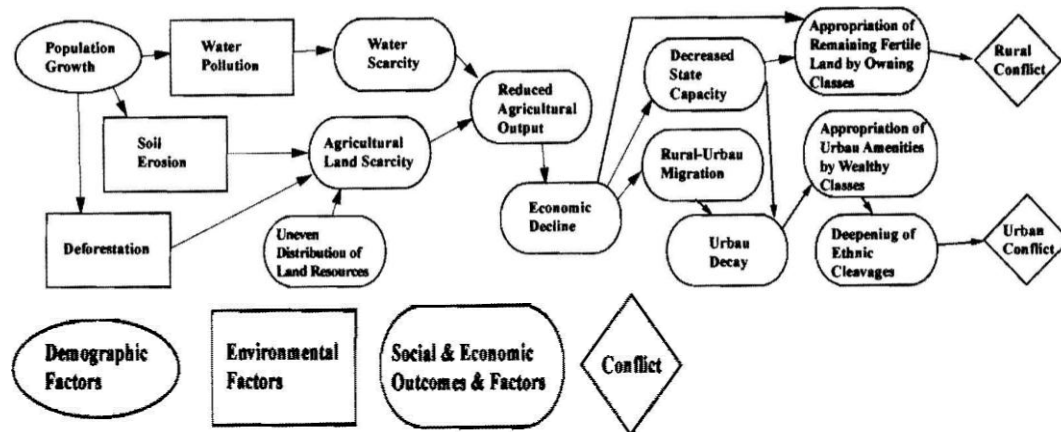 Population
Growth
Water
Pollution
Water
Scarcity
Soil
Erosion
Agricultural
Land Scarcity
Deforestation
Uneven
Distribution of
Land Resources
Reduced
Agricultural
Output
Economic
Decline
Decreased
State
Capacity
Rural-Urbau
Migration
Urbau
Decay
Appropriation of
Remaining Fertile
Land by Owning
Classes
Appropriation of
Urbau Amenities
by Wealthy
Classes
Deepeniug of
Ethnic
Cleavages
Rural
Conflict
Urban
Conflict
Demographic
Factors
Environmental
Factors
Social & Economic
Outcomes & Factors
Conflict